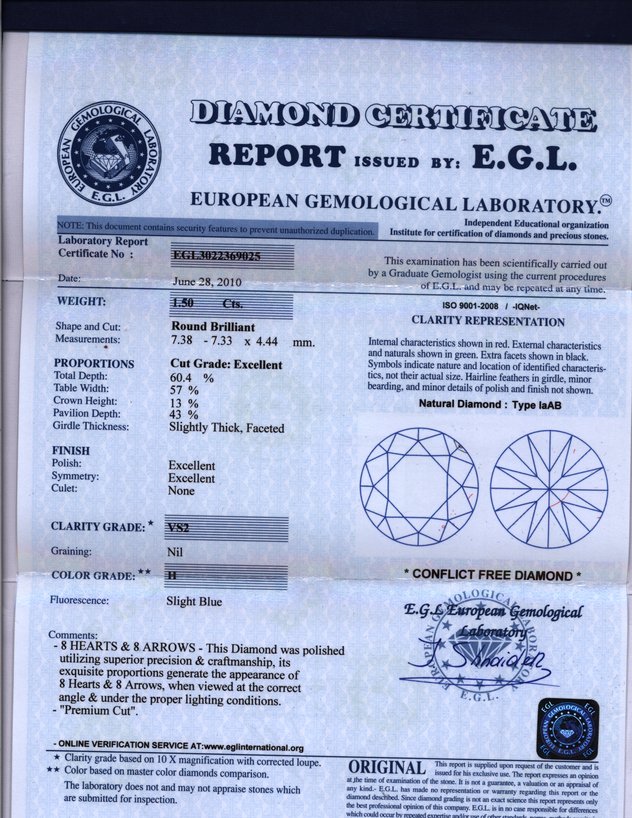 EUROPEAN GEMOLOGICAL LABORATORY
E.G.L.
DIAMOND CERTIFICATE
REPORT ISSUED BY: E.G.L.
EUROPEAN GEMOLOGICAL LABORATORY.™
Independent Educational organization
Institute for certification of diamonds and precious stones.
NOTE: This document contains security features to prevent unauthorized duplication.
Laboratory Report
Certificate No : EGL3022369025
Date: June 28, 2010
WEIGHT: 1.50 Cts.
Shape and Cut: Round Brilliant
Measurements: 7.38 - 7.33 x 4.44 mm.
PROPORTIONS Cut Grade: Excellent
Total Depth: 60.4 %
Table Width: 57 %
Crown Height: 13 %
Pavilion Depth: 43 %
Girdle Thickness: Slightly Thick, Faceted
FINISH
Polish: Excellent
Symmetry: Excellent
Culet: None
CLARITY GRADE: * VS2
Graining: Nil
COLOR GRADE: ** H
Fluorescence: Slight Blue
Comments:
- 8 HEARTS & 8 ARROWS - This Diamond was polished
utilizing superior precision & craftmanship, its
exquisite proportions generate the appearance of
8 Hearts & 8 Arrows, when viewed at the correct
angle & under the proper lighting conditions.
- "Premium Cut".
- ONLINE VERIFICATION SERVICE AT:www.eglinternational.org
★ Clarity grade based on 10 X magnification with corrected loupe.
★★ Color based on master color diamonds comparison.
The laboratory does not and may not appraise stones which
are submitted for inspection.
This examination has been scientifically carried out
by a Graduate Gemologist using the current procedures
of E.G.L. and may be repeated at any time.
ISO 9001-2008 / -IQNet-
CLARITY REPRESENTATION
Internal characteristics shown in red. External characteristics
and naturals shown in green. Extra facets shown in black.
Symbols indicate nature and location of identified characteris-
tics, not their actual size. Hairline feathers in girdle, minor
bearding, and minor details of polish and finish not shown.
Natural Diamond : Type IaAB
* CONFLICT FREE DIAMOND *
E.G.L European Gemological
Laboratory
E.G.L.
ORIGINAL This report is supplied upon request of the customer and is
issued for his exclusive use. The report expresses an opinion
at the time of examination of the stone. It is not a guarantee, a valuation or an appraisal of
any kind.- E.G.L. has made no representation or warranty regarding this report or the
diamond described. Since diamond grading is not an exact science this report represents only
the best professional opinion of this company. E.G.L. is in no case responsible for differences
which could occur by repeated expertise and/or use of other standards